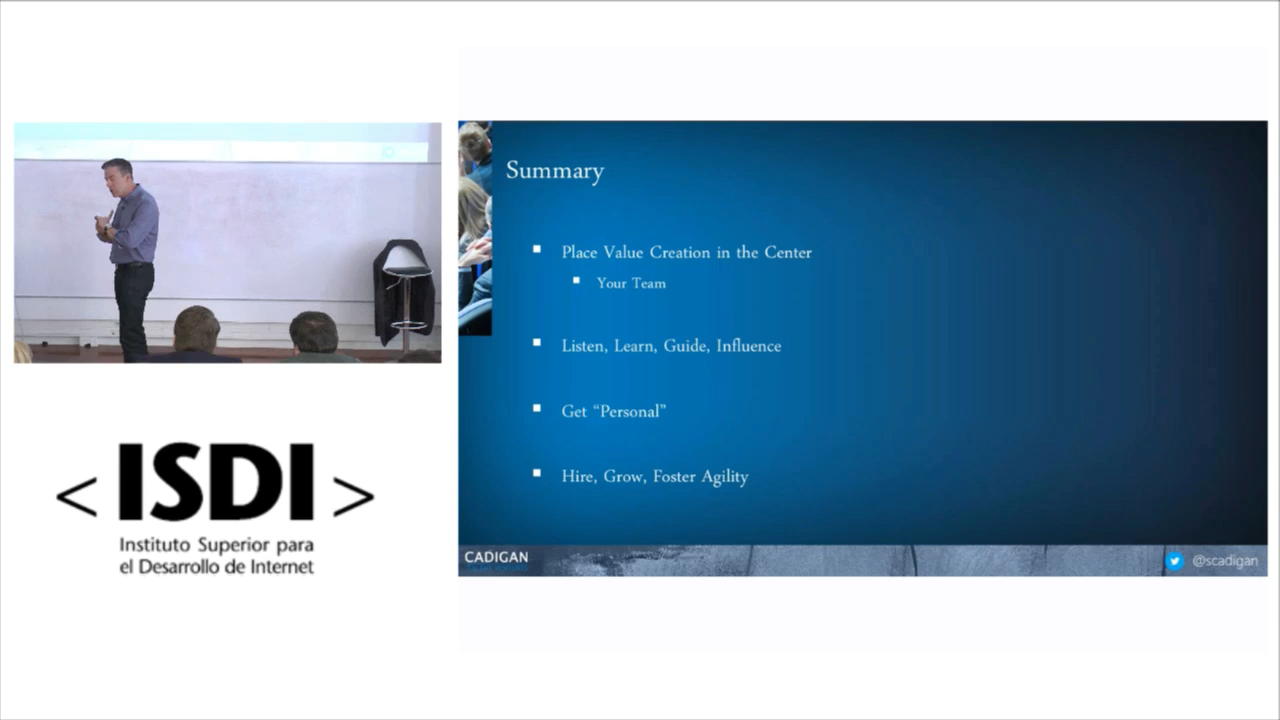 Summary
Place Value Creation in the Center
Your Team
Listen, Learn, Guide, Influence
Get “Personal”
Hire, Grow, Foster Agility
CADIGAN
@scadigan
< ISDI >
Instituto Superior para
el Desarrollo de Internet